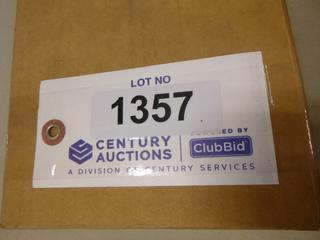 LOT NO
1357
CENTURY AUCTIONS
POWERED BY
ClubBid
A DIVISION OF CENTURY SERVICES